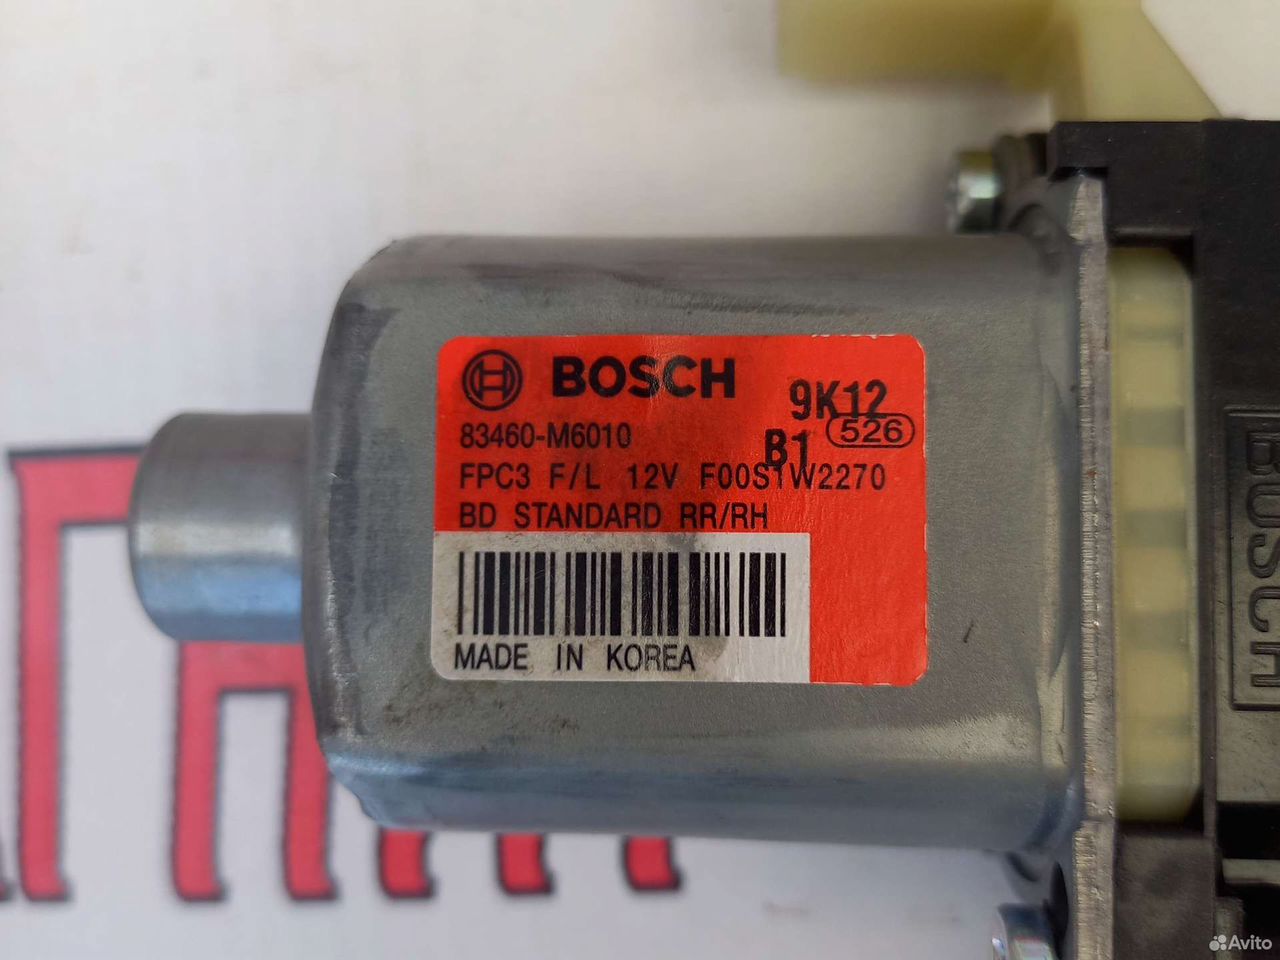 BOSCH
9K12
83460-M6010
B1
526
FPC3 F/L 12V F00S1W2270
BD STANDARD RR/RH
MADE IN KOREA
BOSCH
Avito